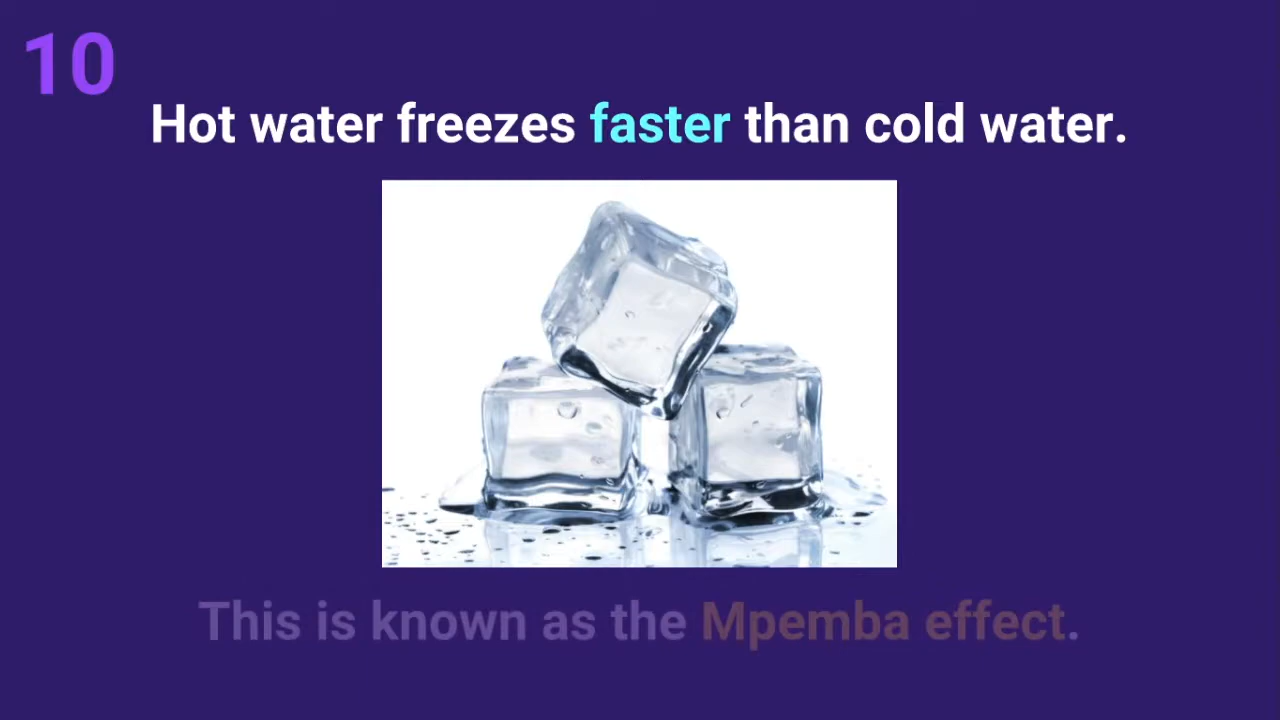 10
Hot water freezes faster than cold water.
This is known as the Mpemba effect.